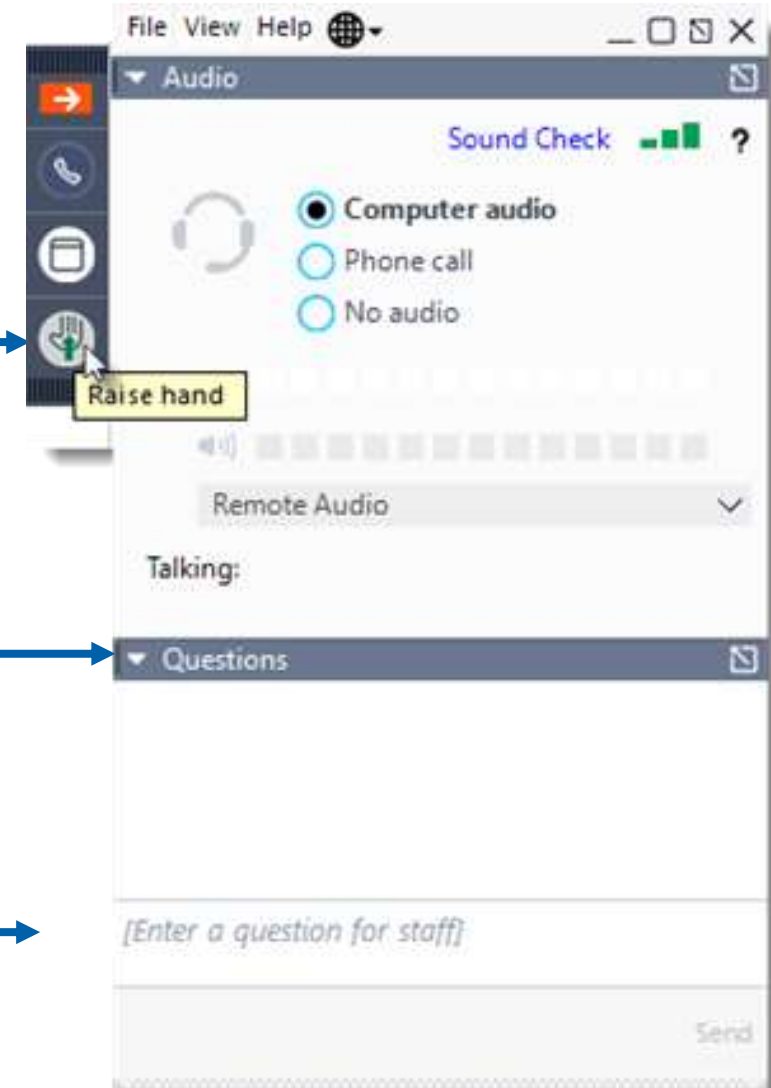 File View Help
Audio
Sound Check ?
Computer audio
Phone call
No audio
Raise hand
Remote Audio
Talking:
Questions
[Enter a question for staff]
Send